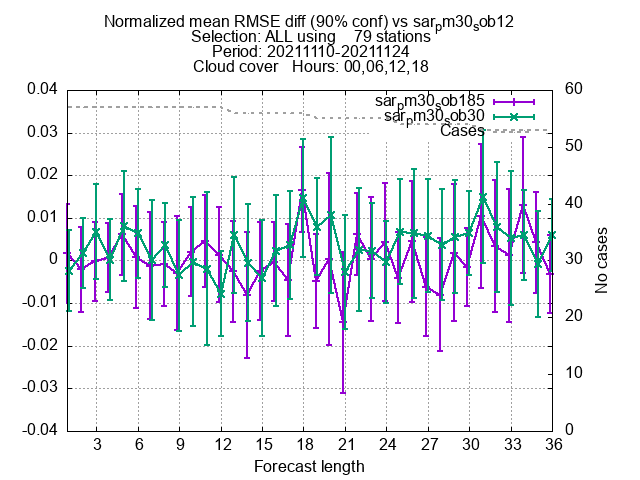 Normalized mean RMSE diff (90% conf) vs sarpm30sob12
Selection: ALL using 79 stations
Period: 20211110-20211124
Cloud cover Hours: 00,06,12,18
0.04
0.03
0.02
0.01
0
-0.01
-0.02
-0.03
-0.04
60
50
40
30
20
10
0
sarpm30sob185
sarpm30sob30
Cases
No cases
3 6 9 12 15 18 21 24 27 30 33 36
Forecast length